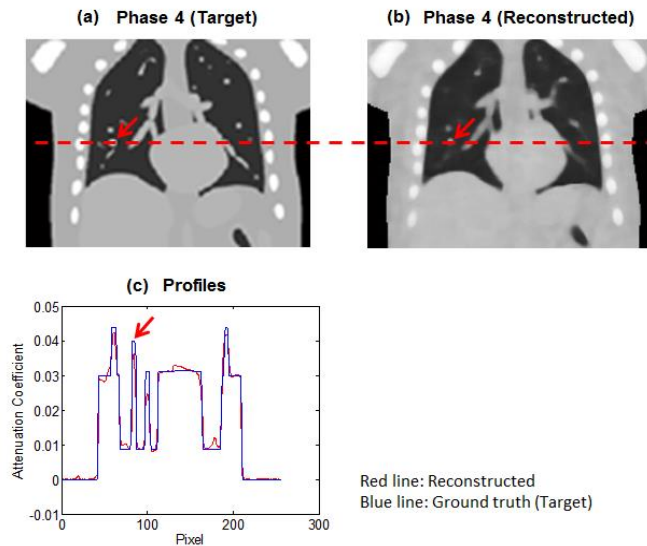 (a) Phase 4 (Target)
(b) Phase 4 (Reconstructed)
(c) Profiles
0.05
0.04
0.03
0.02
0.01
0
-0.01
Attenuation Coefficient
0
100
200
300
Pixel
Red line: Reconstructed
Blue line: Ground truth (Target)